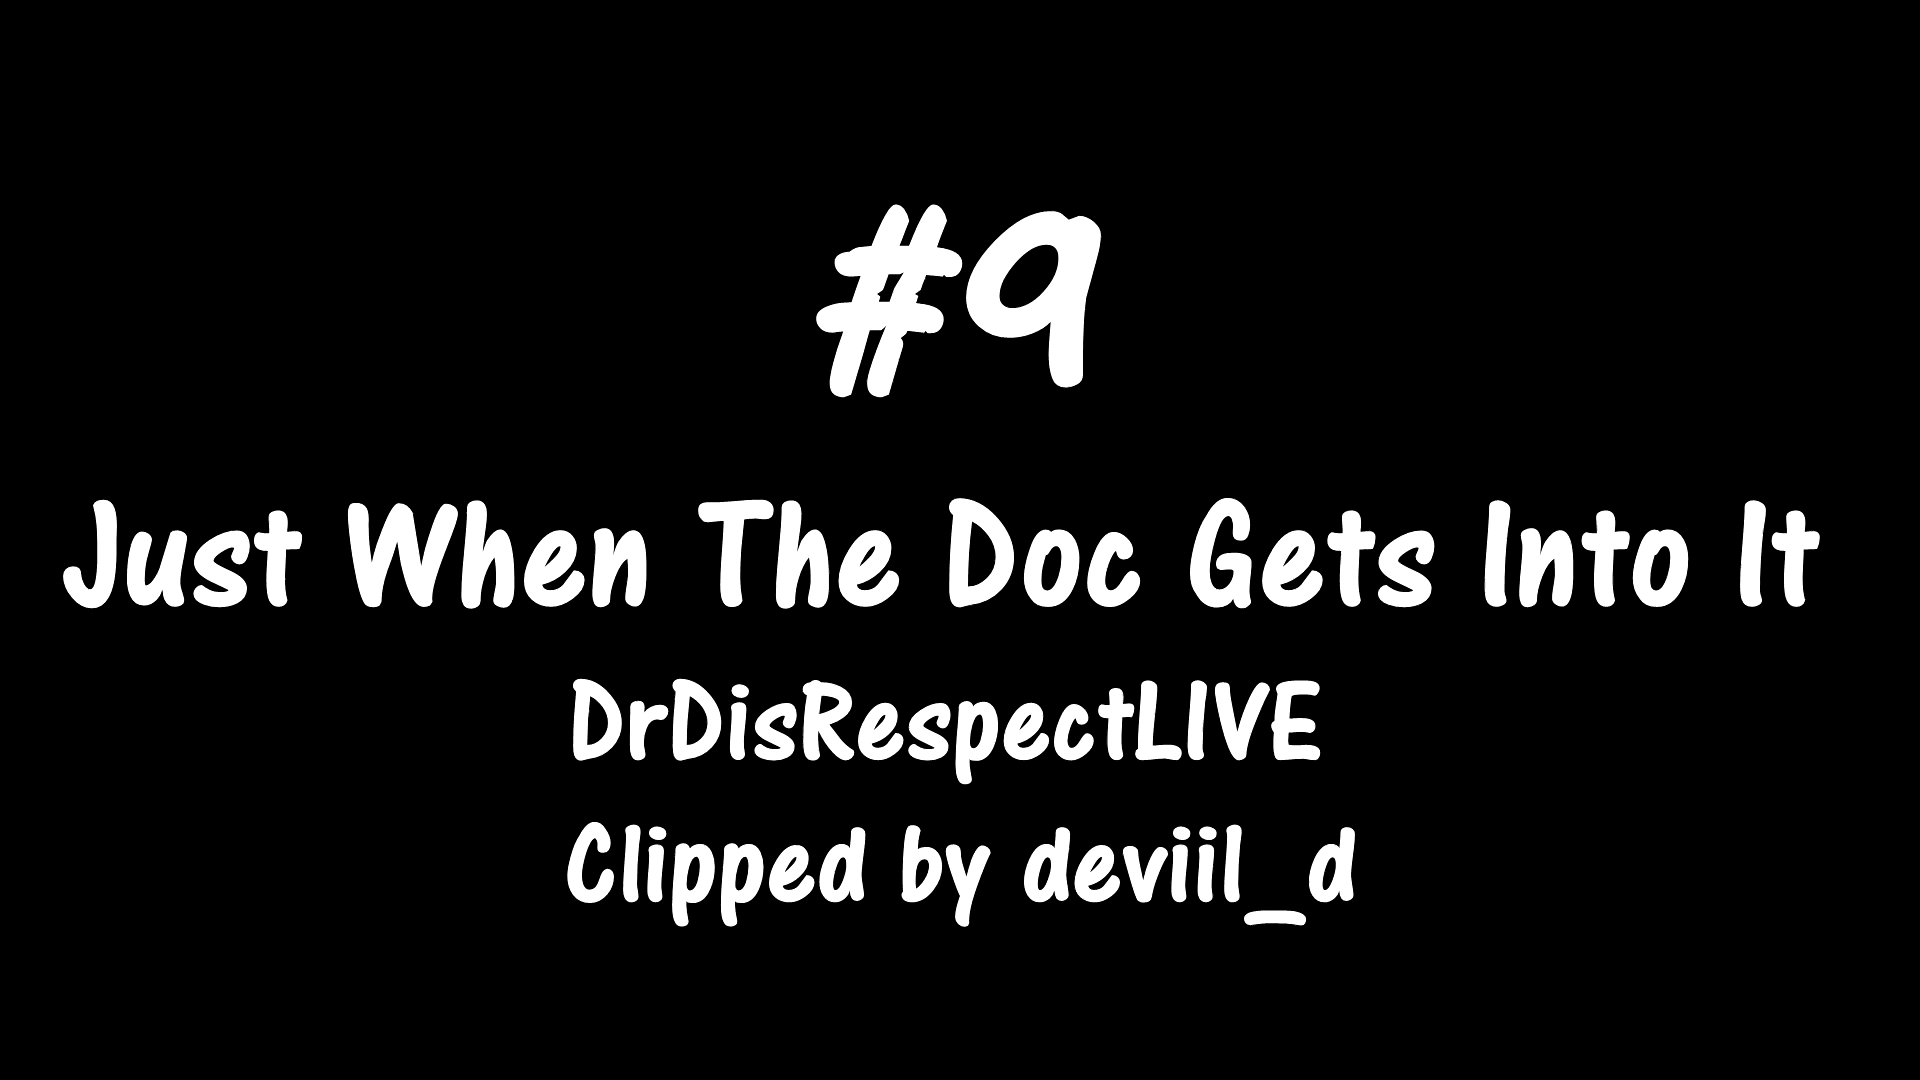 #9
Just When The Doc Gets Into It
DrDisRespectLIVE
Clipped by deviil_d